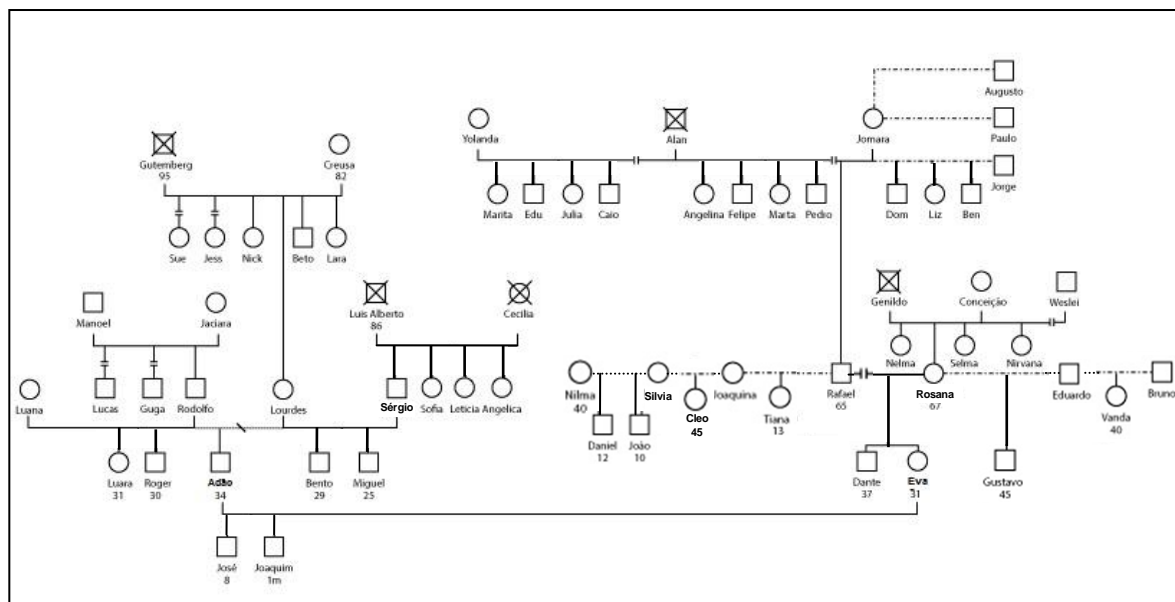 Augusto
Yolanda
Alan
Jomara
Paulo
Gutemberg
95
Creusa
82
Jorge
Marita
Edu
Julia
Caio
Angelina
Felipe
Marta
Pedro
Dom
Liz
Ben
Sue
Jess
Nick
Beto
Lara
Luis Alberto
86
Cecilia
Genildo
Conceição
Weslei
Manoel
Jaciara
Nelma
Selma
Nirvana
Luana
Lucas
Guga
Rodolfo
Lourdes
Sérgio
Sofia
Leticia
Angelica
Nilma
40
Silvia
Cleo
45
Joaquina
Tiana
13
Rafael
65
Rosana
67
Eduardo
Vanda
40
Bruno
Daniel
12
João
10
Luara
31
Roger
30
Adão
34
Bento
29
Miguel
25
Dante
37
Eva
31
Gustavo
45
José
8
Joaquim
1m